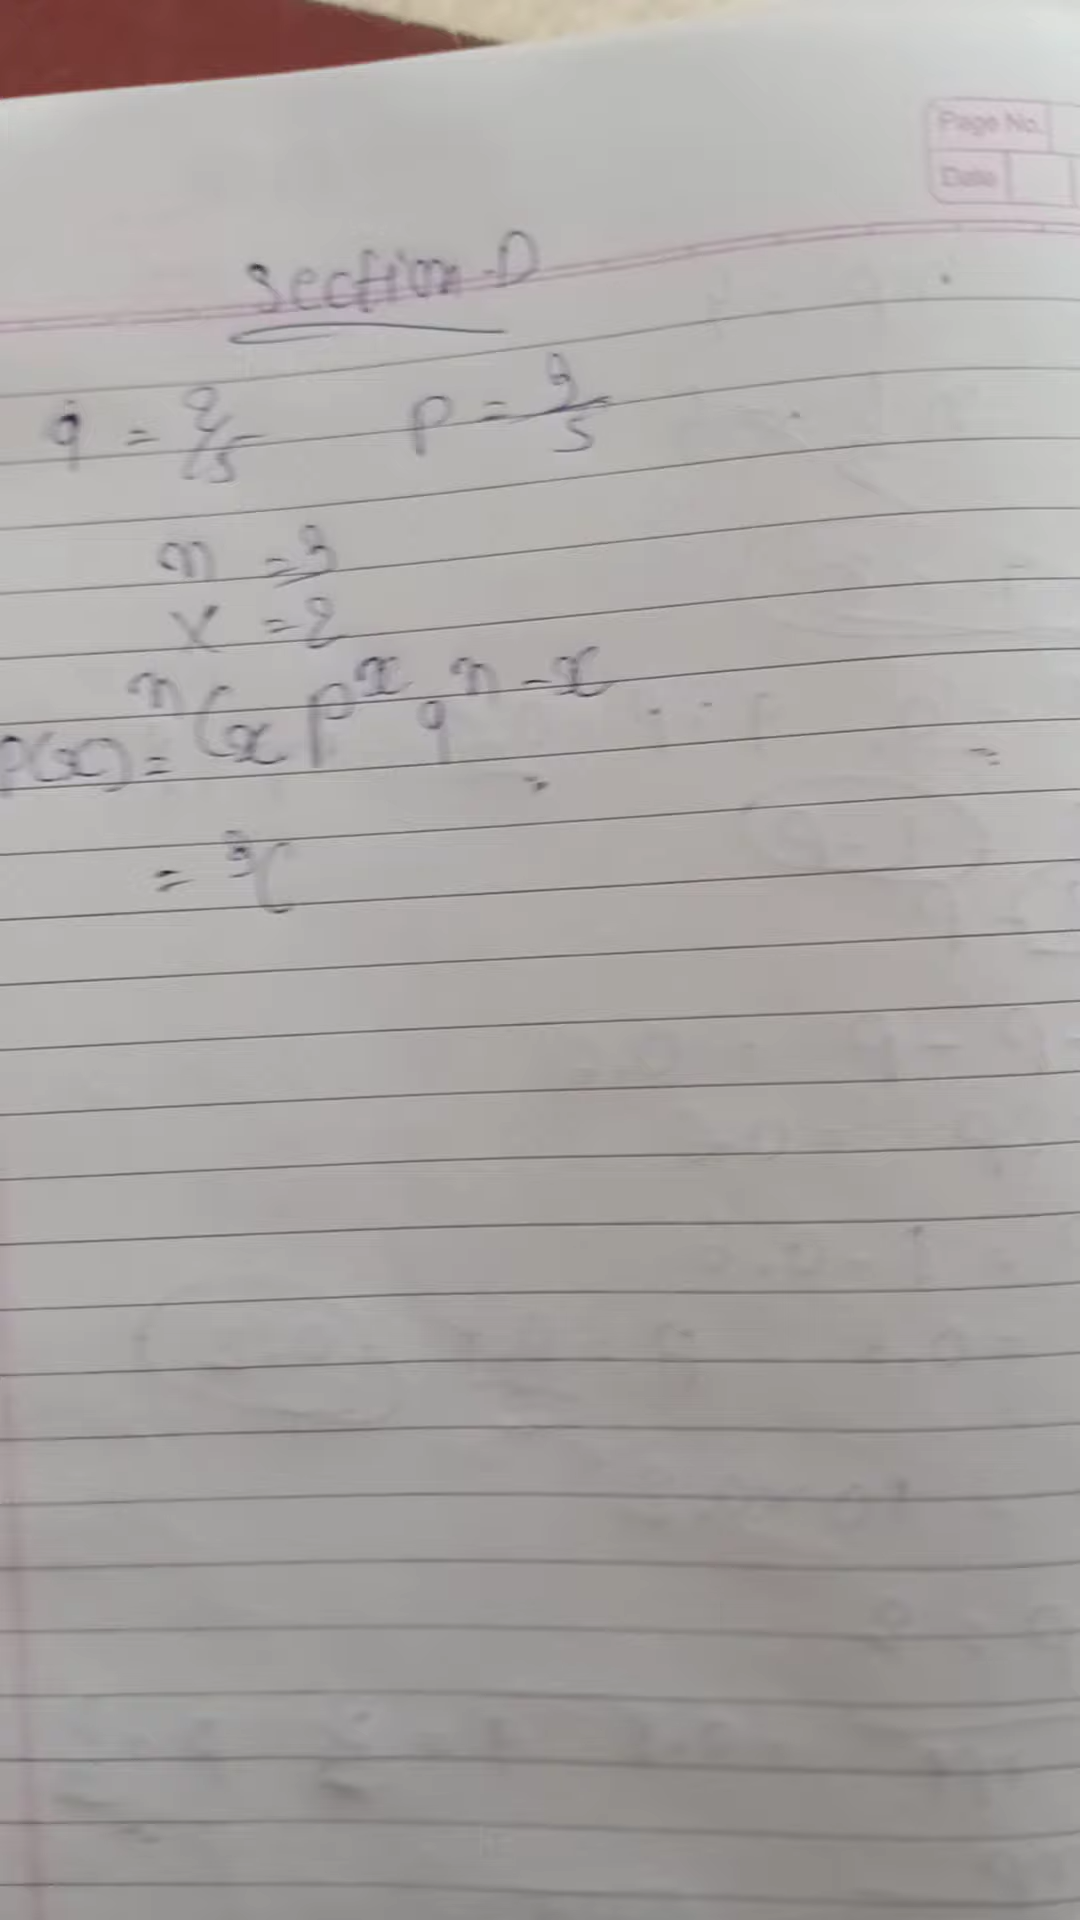 Page No.
Date
Section-D
q = 2/5 p = 3/5
n = 3
X = 2
P(x) = ⁿCₓ pˣ qⁿ⁻ˣ
= ³C